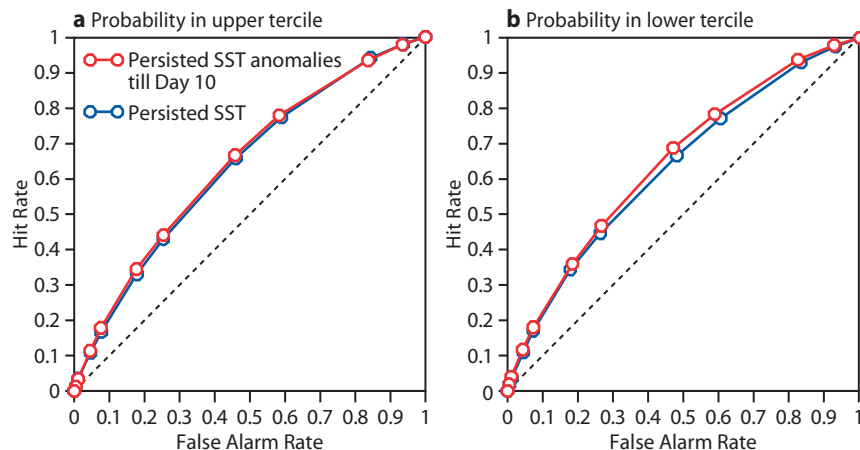 a Probability in upper tercile
1
0.9
0.8
0.7
0.6
0.5
0.4
0.3
0.2
0.1
0
Hit Rate
Persisted SST anomalies
till Day 10
Persisted SST
0 0.1 0.2 0.3 0.4 0.5 0.6 0.7 0.8 0.9 1
False Alarm Rate
b Probability in lower tercile
1
0.9
0.8
0.7
0.6
0.5
0.4
0.3
0.2
0.1
0
Hit Rate
0 0.1 0.2 0.3 0.4 0.5 0.6 0.7 0.8 0.9 1
False Alarm Rate